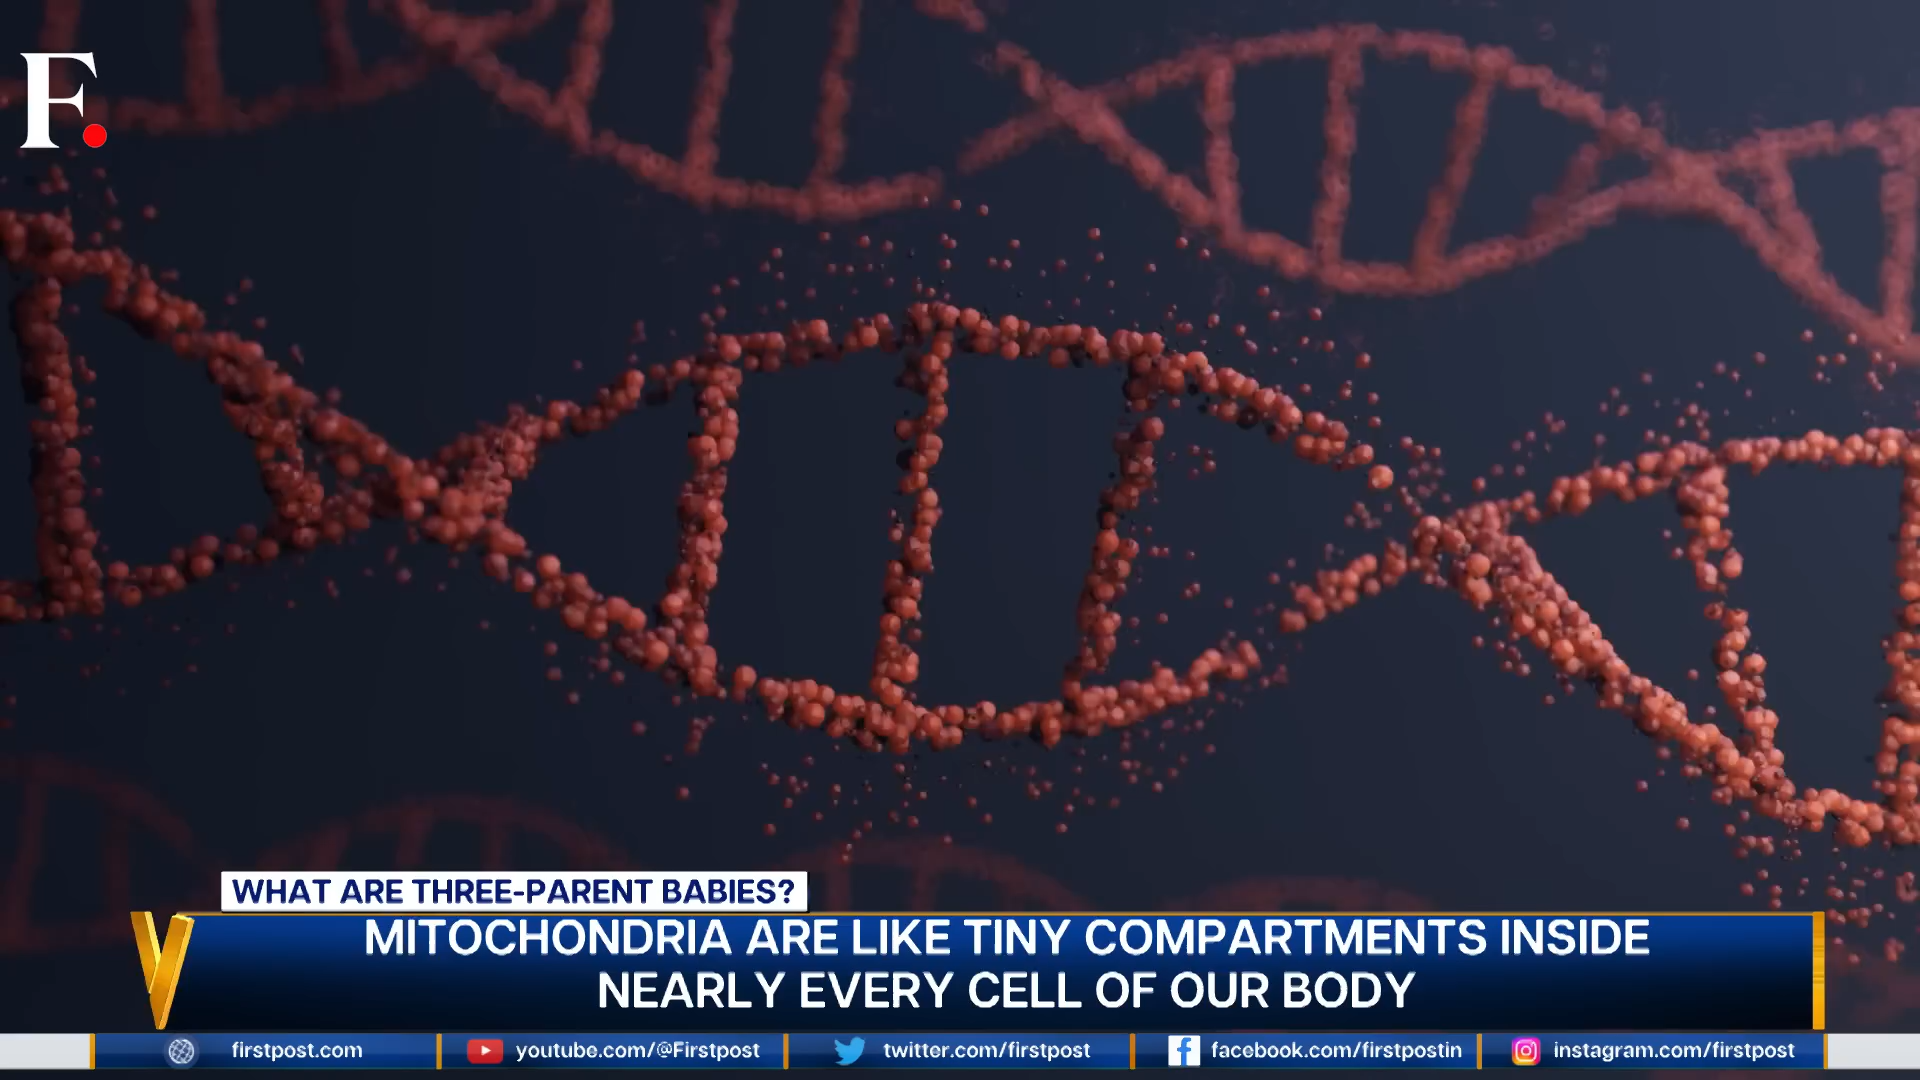 F.
WHAT ARE THREE-PARENT BABIES?
MITOCHONDRIA ARE LIKE TINY COMPARTMENTS INSIDE
NEARLY EVERY CELL OF OUR BODY
firstpost.com
youtube.com/@Firstpost
twitter.com/firstpost
facebook.com/firstpostin
instagram.com/firstpost